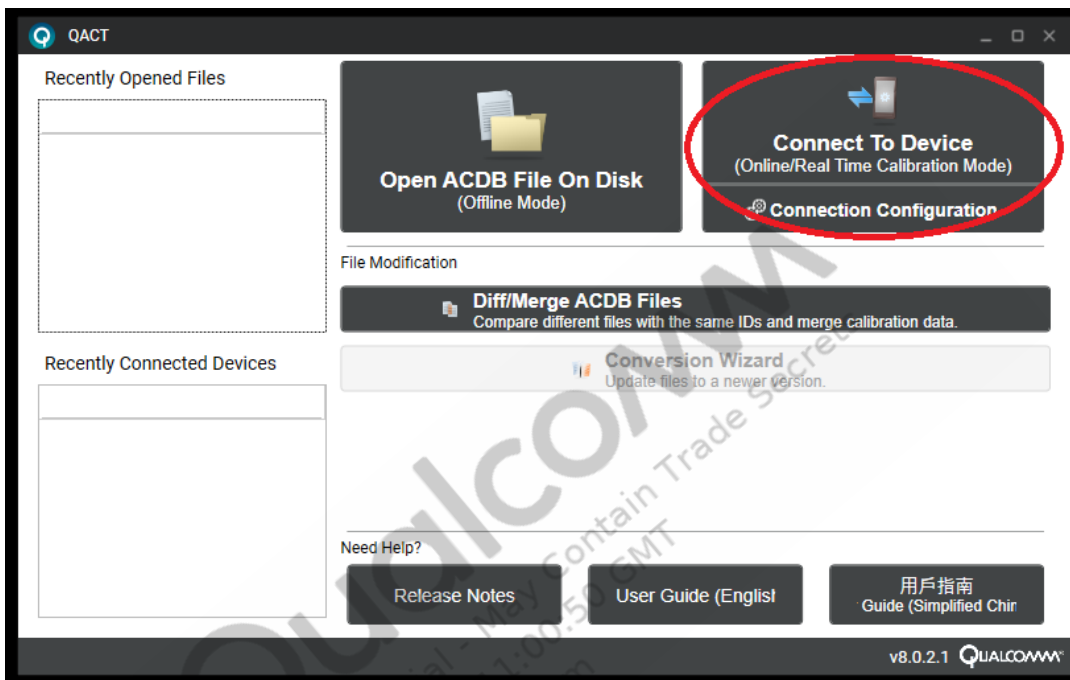 QACT
Recently Opened Files
Open ACDB File On Disk
(Offline Mode)
Connect To Device
(Online/Real Time Calibration Mode)
Connection Configuration
File Modification
Diff/Merge ACDB Files
Compare different files with the same IDs and merge calibration data.
Conversion Wizard
Update files to a newer version.
Recently Connected Devices
Need Help?
Release Notes
User Guide (Englisl
用戶指南
Guide (Simplified Chin
v8.0.2.1 QUALCOMM
Qualcomm
May Contain Trade Secrets
GMT